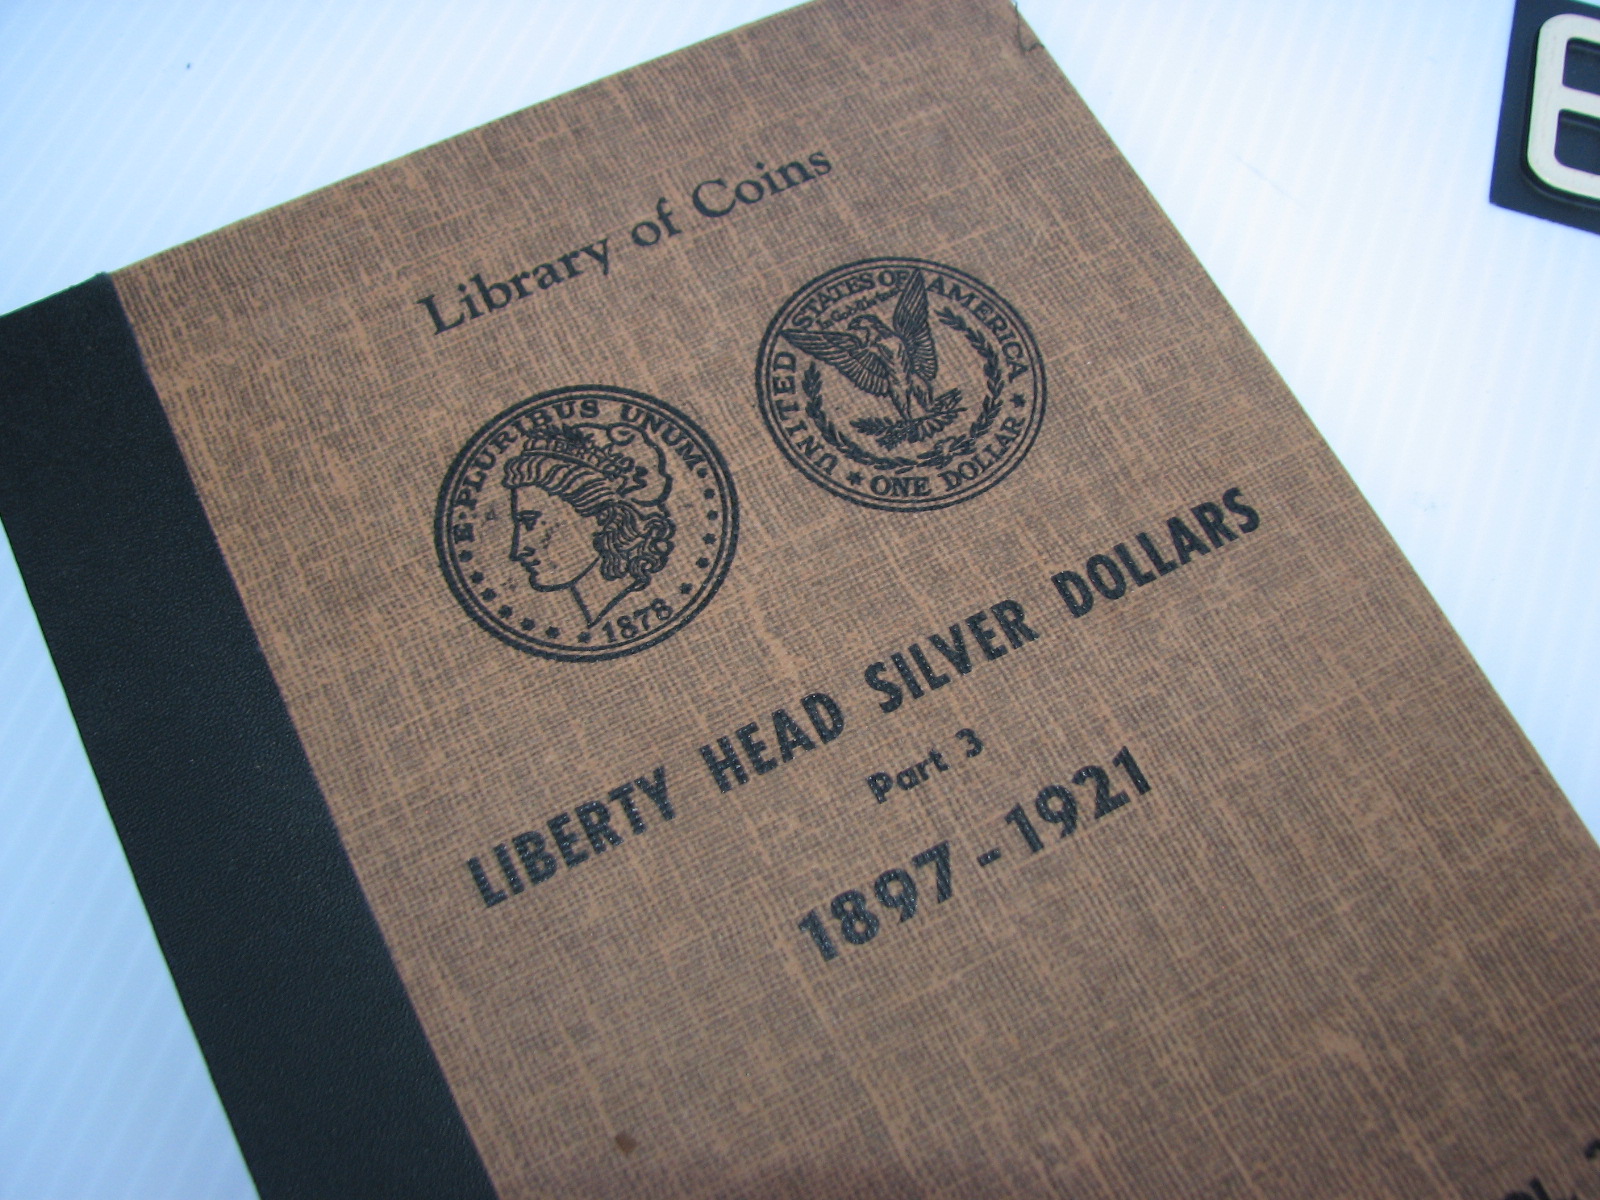 Library of Coins
E·PLURIBUS UNUM
LIBERTY
1878
UNITED STATES OF AMERICA
ONE DOLLAR
LIBERTY HEAD SILVER DOLLARS
Part 3
1897-1921